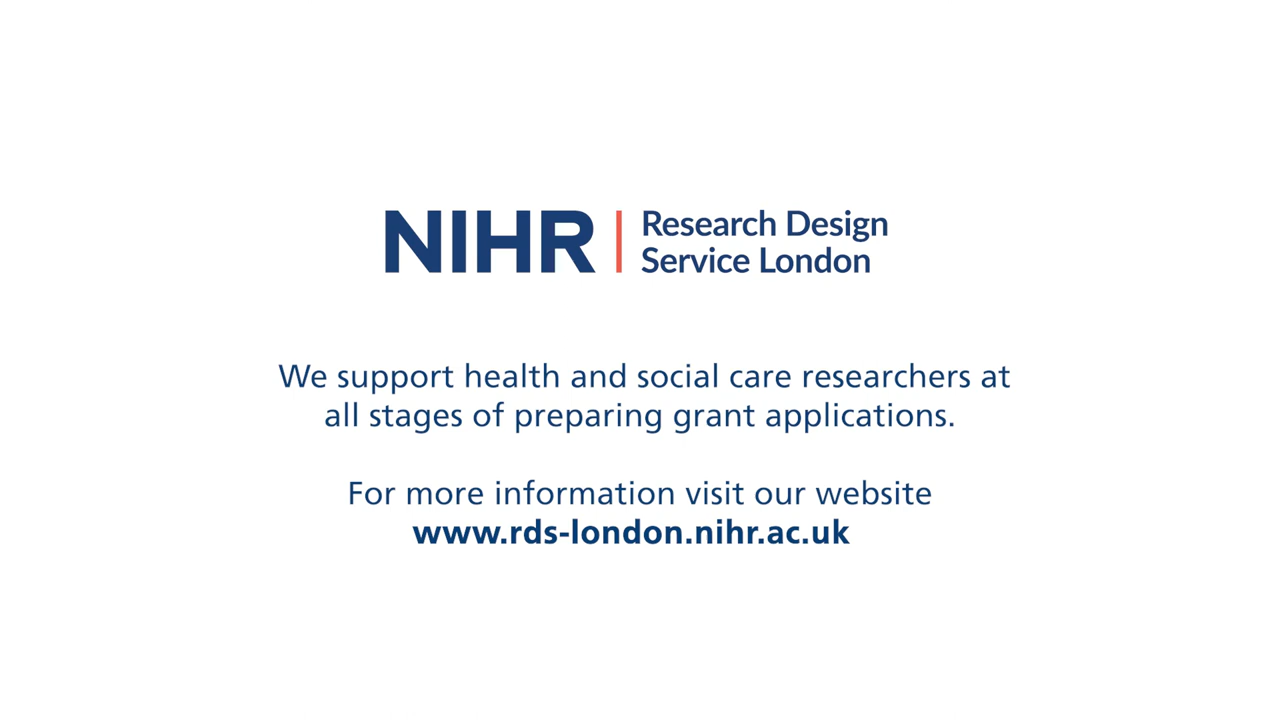 NIHR | Research Design
Service London
We support health and social care researchers at
all stages of preparing grant applications.
For more information visit our website
www.rds-london.nihr.ac.uk